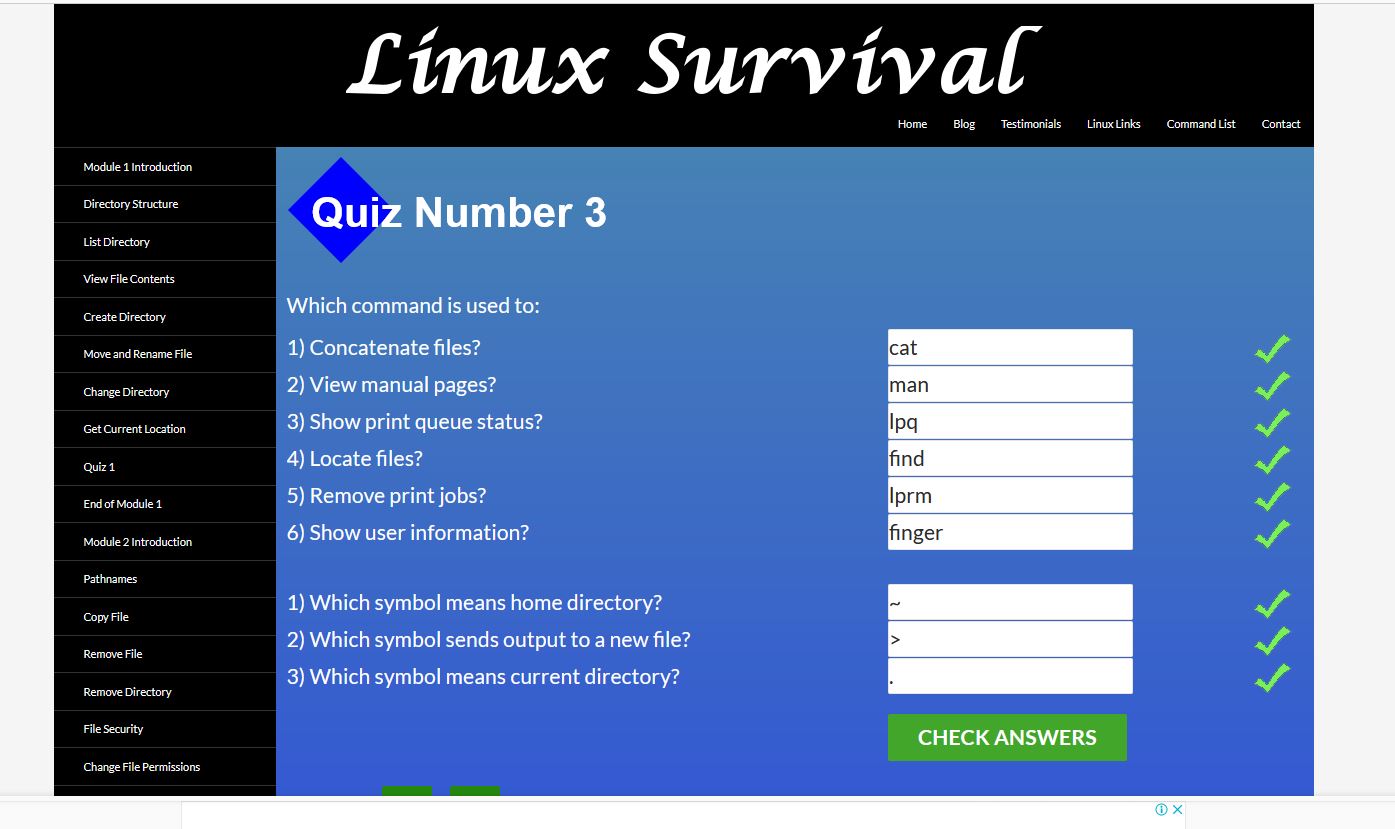 Linux Survival
Home Blog Testimonials Linux Links Command List Contact
Module 1 Introduction
Directory Structure
List Directory
View File Contents
Create Directory
Move and Rename File
Change Directory
Get Current Location
Quiz 1
End of Module 1
Module 2 Introduction
Pathnames
Copy File
Remove File
Remove Directory
File Security
Change File Permissions
Quiz Number 3
Which command is used to:
1) Concatenate files? cat
2) View manual pages? man
3) Show print queue status? lpq
4) Locate files? find
5) Remove print jobs? lprm
6) Show user information? finger
1) Which symbol means home directory? ~
2) Which symbol sends output to a new file? >
3) Which symbol means current directory? .
CHECK ANSWERS